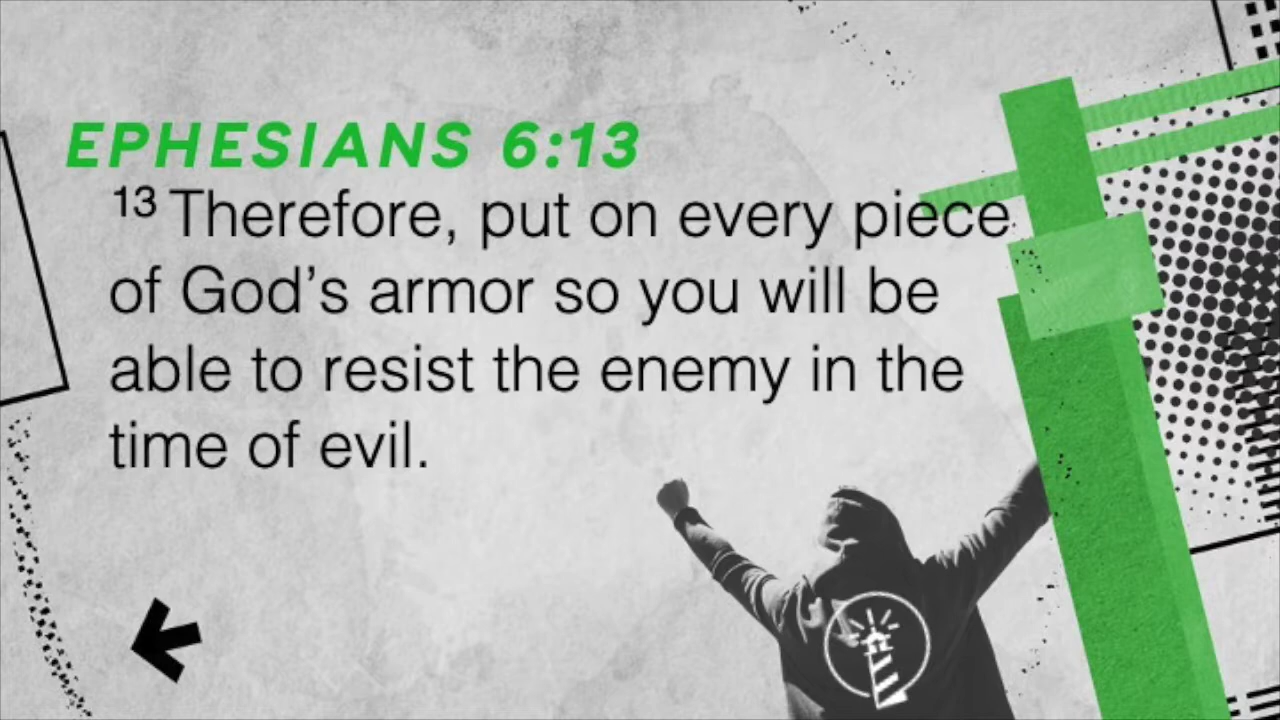 EPHESIANS 6:13
13 Therefore, put on every piece
of God’s armor so you will be
able to resist the enemy in the
time of evil.